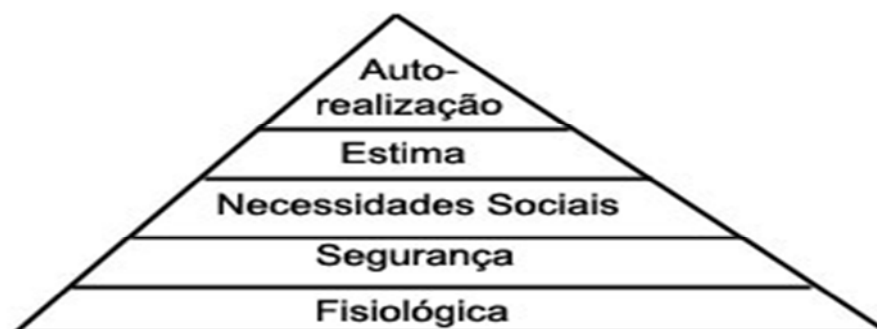 Auto-
realização
Estima
Necessidades Sociais
Segurança
Fisiológica